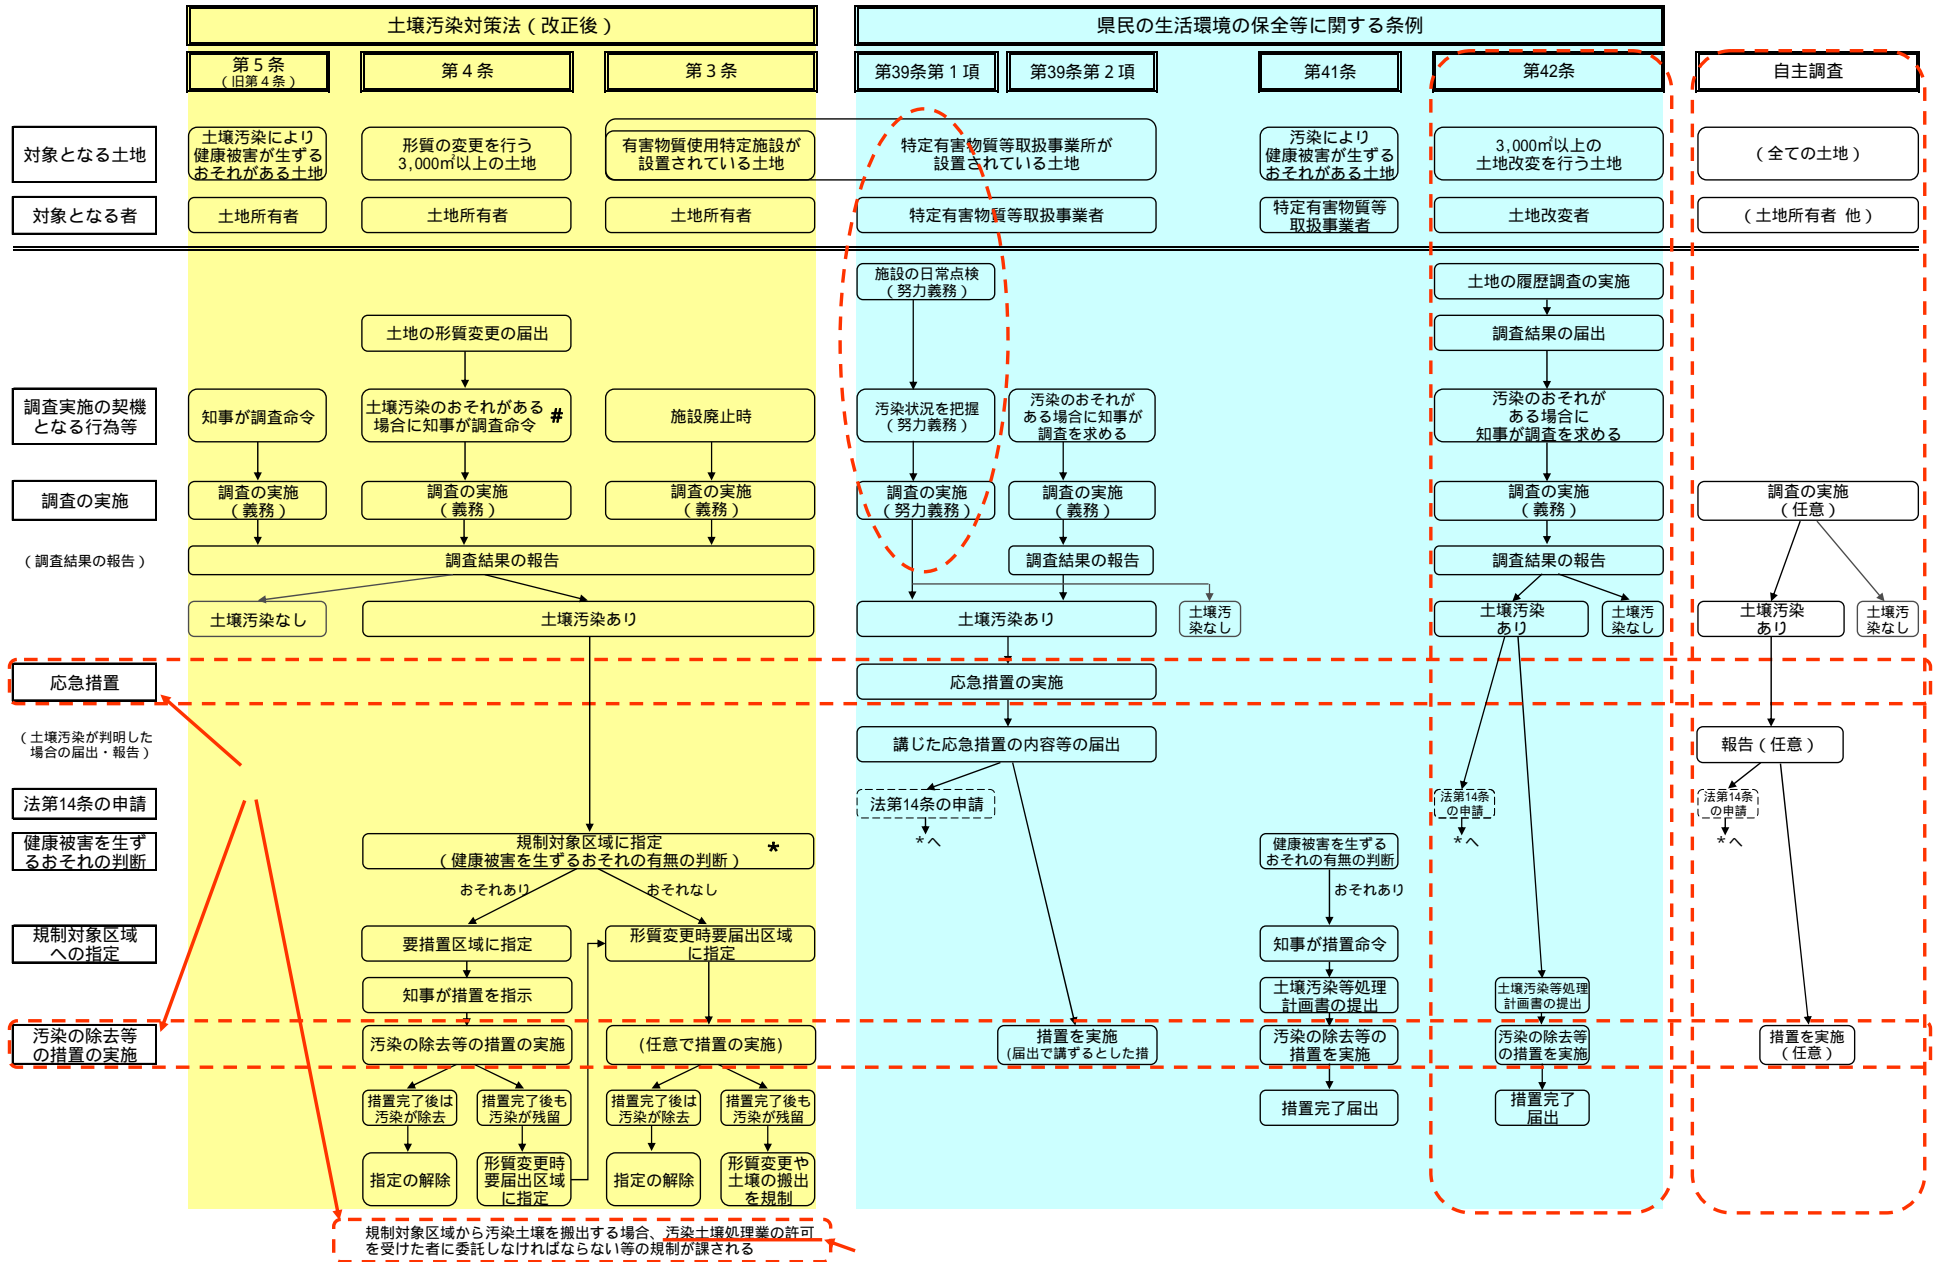 土壌汚染対策法（改正後）
県民の生活環境の保全等に関する条例
第５条
（旧第４条）
第４条
第３条
第39条第１項
第39条第２項
第41条
第42条
自主調査
対象となる土地
土壌汚染により
健康被害が生ずる
おそれがある土地
形質の変更を行う
3,000㎡以上の土地
有害物質使用特定施設が
設置されている土地
特定有害物質等取扱事業所が
設置されている土地
汚染により
健康被害が生ずる
おそれがある土地
3,000㎡以上の
土地改変を行う土地
（全ての土地）
対象となる者
土地所有者
土地所有者
土地所有者
特定有害物質等取扱事業者
特定有害物質等
取扱事業者
土地改変者
（土地所有者 他）
施設の日常点検
（努力義務）
土地の履歴調査の実施
土地の形質変更の届出
調査結果の届出
調査実施の契機
となる行為等
知事が調査命令
土壌汚染のおそれがある
場合に知事が調査命令
#
施設廃止時
汚染状況を把握
（努力義務）
汚染のおそれが
ある場合に知事が
調査を求める
汚染のおそれが
ある場合に
知事が調査を求める
調査の実施
調査の実施
（義務）
調査の実施
（義務）
調査の実施
（義務）
調査の実施
（努力義務）
調査の実施
（義務）
調査の実施
（義務）
調査の実施
（任意）
（調査結果の報告）
調査結果の報告
調査結果の報告
調査結果の報告
土壌汚染なし
土壌汚染あり
土壌汚染あり
土壌汚
染なし
土壌汚染
あり
土壌汚
染なし
土壌汚染
あり
土壌汚
染なし
応急措置
応急措置の実施
（土壌汚染が判明した
場合の届出・報告）
講じた応急措置の内容等の届出
報告（任意）
法第14条の申請
法第14条の申請
法第14条
の申請
法第14条
の申請
健康被害を生ず
るおそれの判断
規制対象区域に指定
（健康被害を生ずるおそれの有無の判断）
*
*へ
健康被害を生ずる
おそれの有無の判断
*へ
*へ
おそれあり
おそれなし
おそれあり
規制対象区域
への指定
要措置区域に指定
形質変更時要届出区域
に指定
知事が措置命令
知事が措置を指示
土壌汚染等処理
計画書の提出
土壌汚染等処理
計画書の提出
汚染の除去等
の措置の実施
汚染の除去等の措置の実施
(任意で措置の実施)
措置を実施
(届出で講ずるとした措
汚染の除去等の
措置を実施
汚染の除去等
の措置を実施
措置を実施
（任意）
措置完了後は
汚染が除去
措置完了後も
汚染が残留
措置完了後は
汚染が除去
措置完了後も
汚染が残留
措置完了届出
措置完了
届出
指定の解除
形質変更時
要届出区域
に指定
指定の解除
形質変更や
土壌の搬出
を規制
規制対象区域から汚染土壌を搬出する場合、汚染土壌処理業の許可
を受けた者に委託しなければならない等の規制が課される